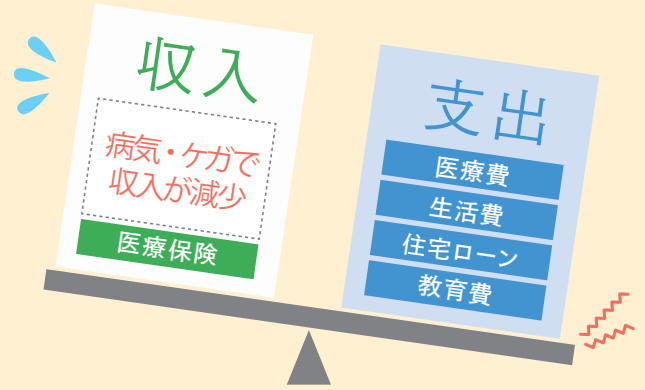 収入
病気・ケガで
収入が減少
医療保険
支出
医療費
生活費
住宅ローン
教育費